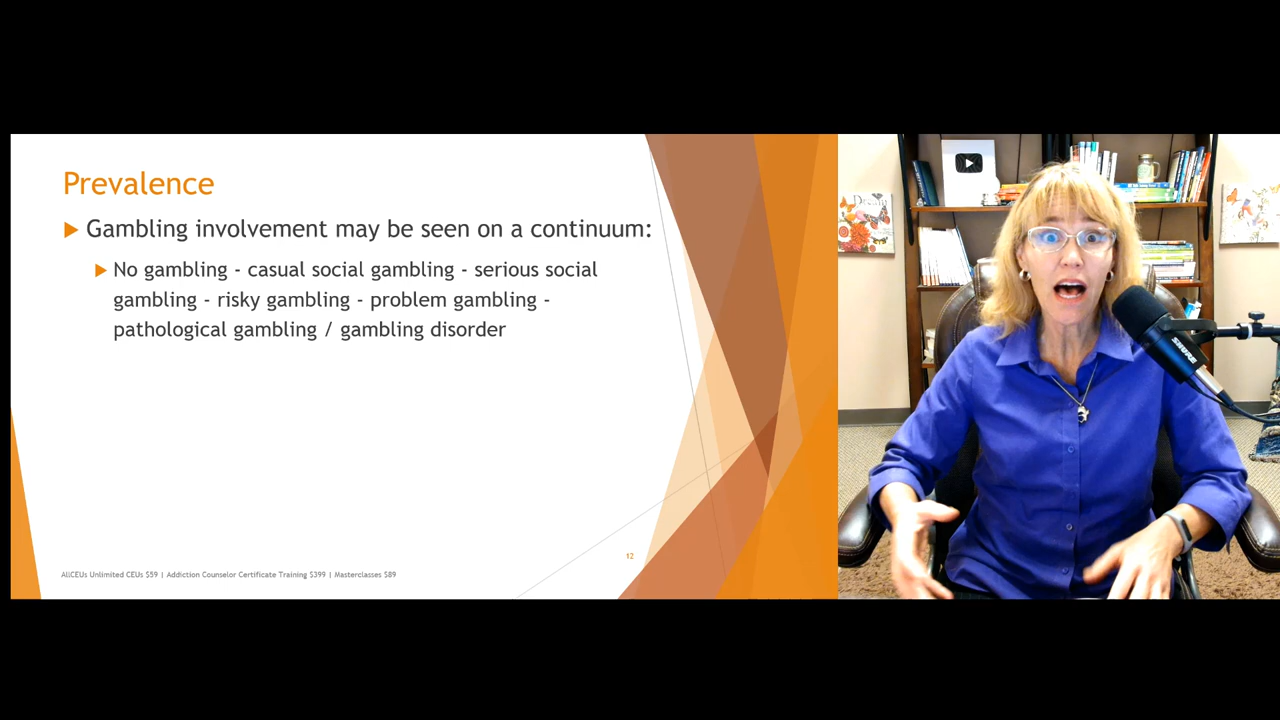 Prevalence
Gambling involvement may be seen on a continuum:
No gambling - casual social gambling - serious social
gambling - risky gambling - problem gambling -
pathological gambling / gambling disorder
12
AllCEUs Unlimited CEUs $59 | Addiction Counselor Certificate Training $399 | Masterclasses $89
SHURE